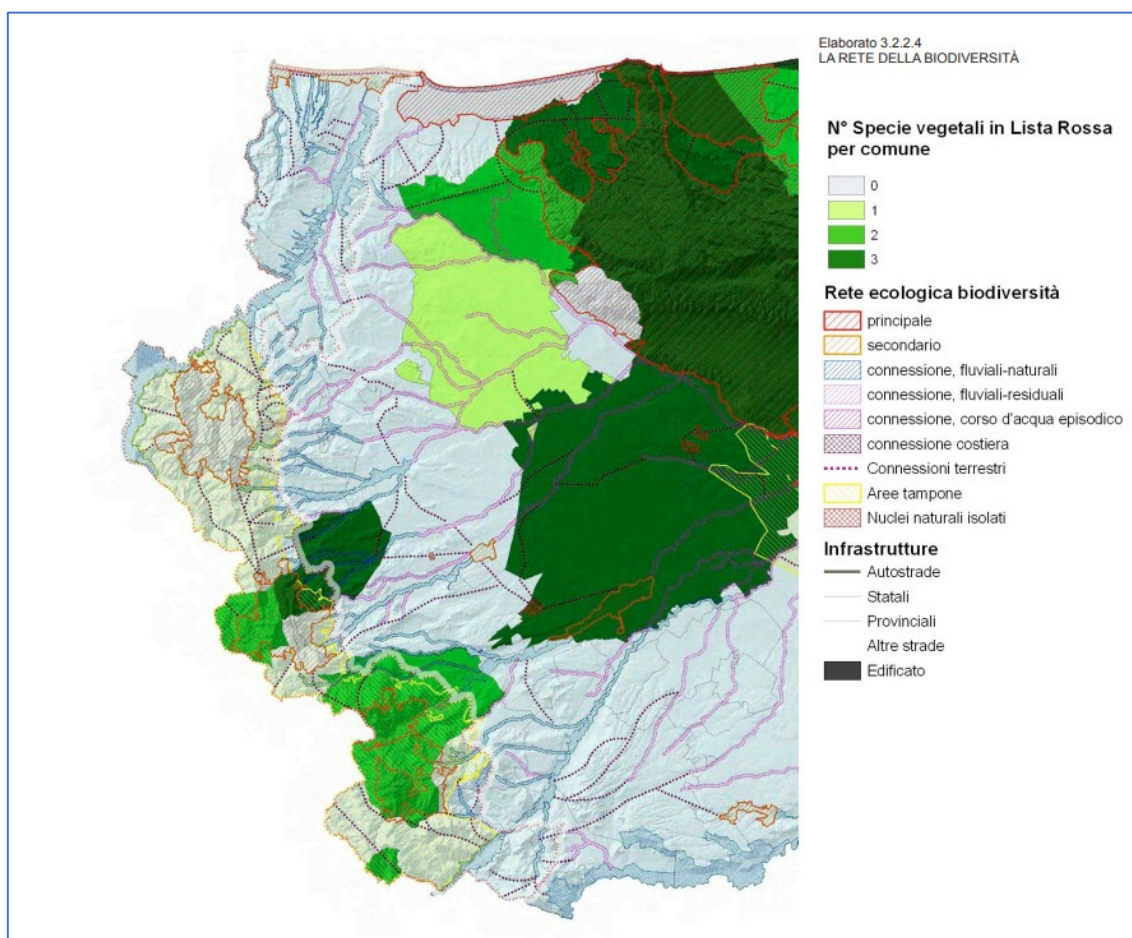 Elaborato 3.2.2.4
LA RETE DELLA BIODIVERSITÀ
N° Specie vegetali in Lista Rossa
per comune
0
1
2
3
Rete ecologica biodiversità
principale
secondario
connessione, fluviali-naturali
connessione, fluviali-residuali
connessione, corso d'acqua episodico
connessione costiera
Connessioni terrestri
Aree tampone
Nuclei naturali isolati
Infrastrutture
Autostrade
Statali
Provinciali
Altre strade
Edificato